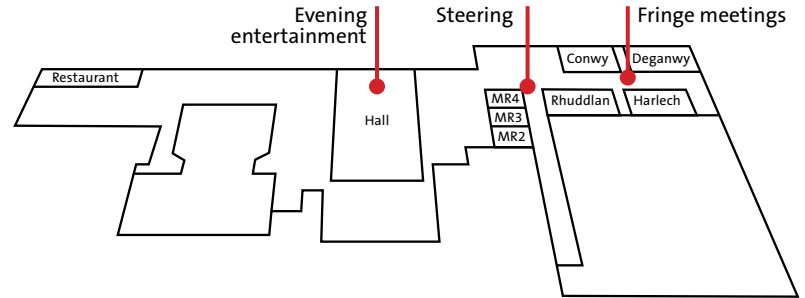 Evening
entertainment
Steering
Fringe meetings
Restaurant
Hall
Conwy
Deganwy
MR4
MR3
MR2
Rhuddlan
Harlech